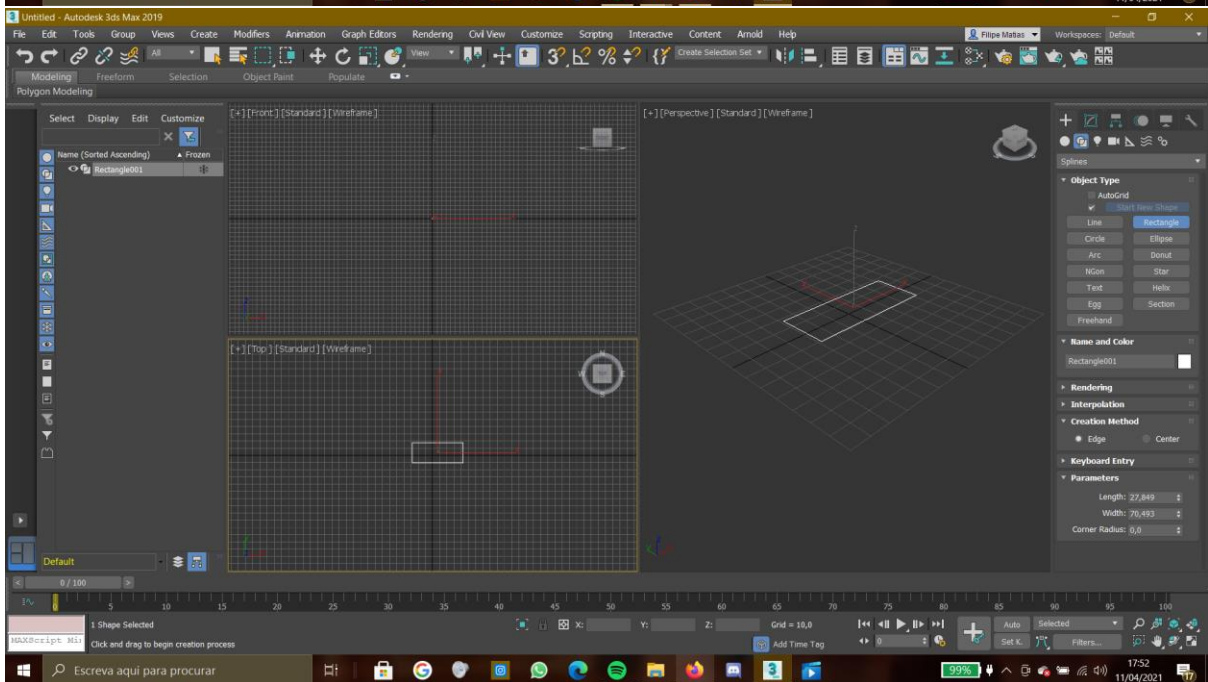 11/04/2021
Untitled - Autodesk 3ds Max 2019
File Edit Tools Group Views Create Modifiers Animation Graph Editors Rendering Civil View Customize Scripting Interactive Content Arnold Help Filipe Matias Workspaces: Default
All View Create Selection Set
Modeling Freeform Selection Object Paint Populate
Polygon Modeling
Select Display Edit Customize
Name (Sorted Ascending) Frozen
Rectangle001
[+] [Front] [Standard] [Wireframe]
[+] [Top] [Standard] [Wireframe]
[+] [Perspective] [Standard] [Wireframe]
Splines
Object Type
AutoGrid
Start New Shape
Line Rectangle
Circle Ellipse
Arc Donut
NGon Star
Text Helix
Egg Section
Freehand
Name and Color
Rectangle001
Rendering
Interpolation
Creation Method
Edge Center
Keyboard Entry
Parameters
Length: 27,849
Width: 70,493
Corner Radius: 0,0
Default
0 / 100
0 5 10 15 20 25 30 35 40 45 50 55 60 65 70 75 80 85 90 95 100
1 Shape Selected X: Y: Z: Grid = 10,0 Auto Selected
MAXScript Mi Click and drag to begin creation process Add Time Tag 0 Set K. Filters...
Escreva aqui para procurar 99% 17:52
11/04/2021